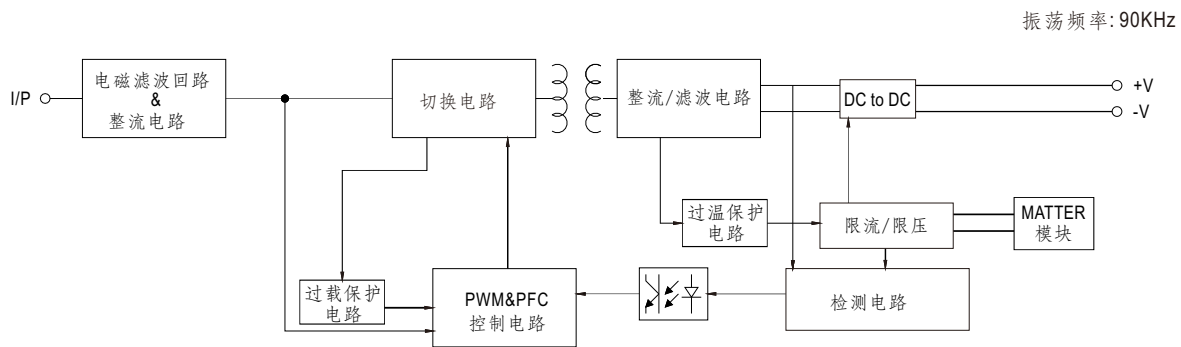 振荡频率: 90KHz
I/P
电磁滤波回路
&
整流电路
切换电路
整流/滤波电路
DC to DC
+V
-V
过温保护
电路
限流/限压
MATTER
模块
过载保护
电路
PWM&PFC
控制电路
检测电路